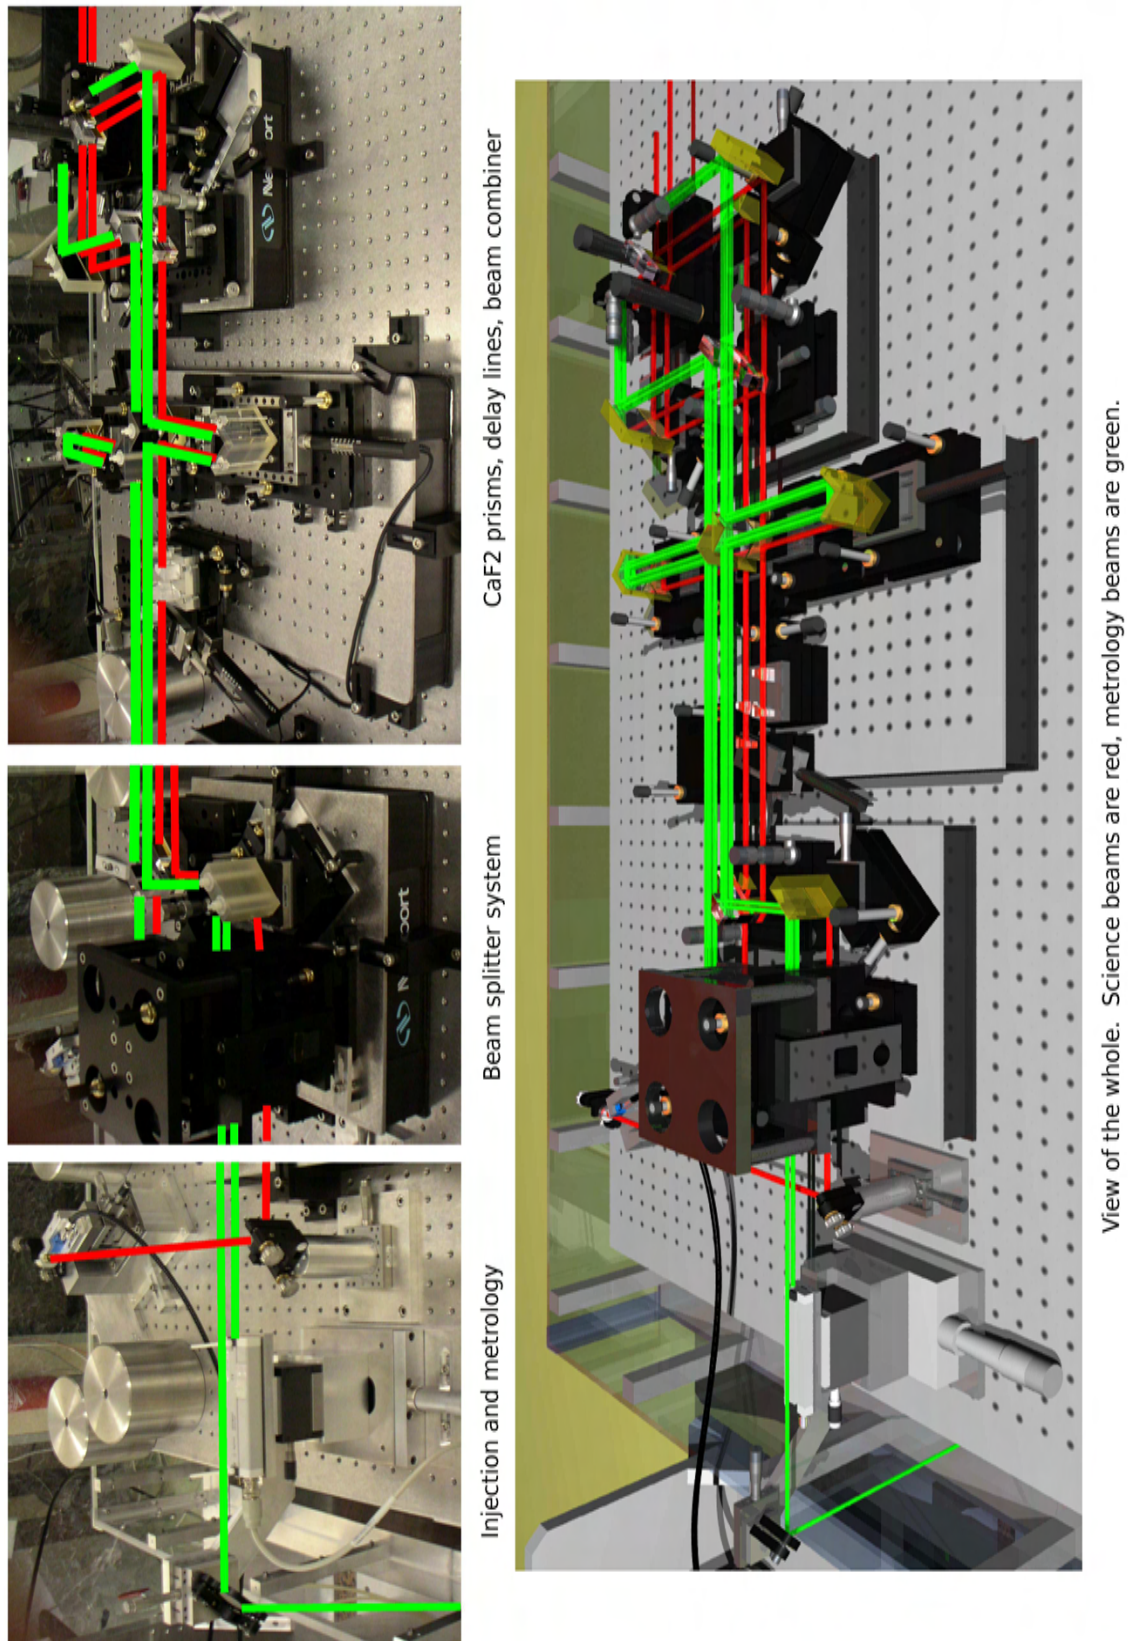 Injection and metrology
Beam splitter system
CaF2 prisms, delay lines, beam combiner
Newport
View of the whole. Science beams are red, metrology beams are green.